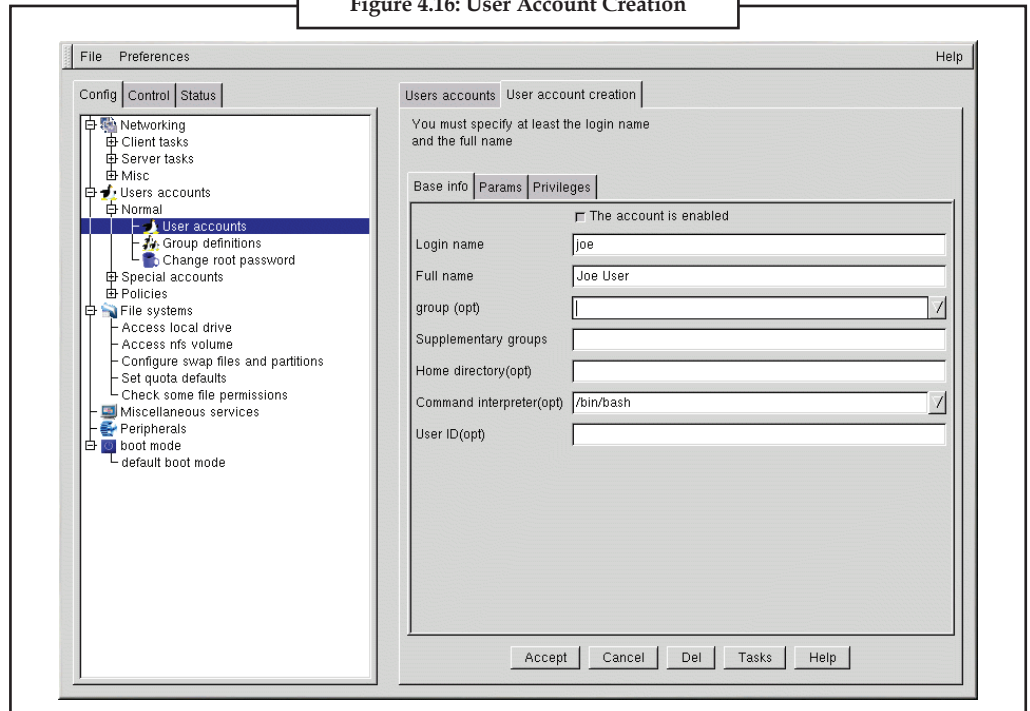 Figure 4.16: User Account Creation
File Preferences Help
Config Control Status
Networking
Client tasks
Server tasks
Misc
Users accounts
Normal
User accounts
Group definitions
Change root password
Special accounts
Policies
File systems
Access local drive
Access nfs volume
Configure swap files and partitions
Set quota defaults
Check some file permissions
Miscellaneous services
Peripherals
boot mode
default boot mode
Users accounts User account creation
You must specify at least the login name
and the full name
Base info Params Privileges
The account is enabled
Login name joe
Full name Joe User
group (opt)
Supplementary groups
Home directory(opt)
Command interpreter(opt) /bin/bash
User ID(opt)
Accept Cancel Del Tasks Help